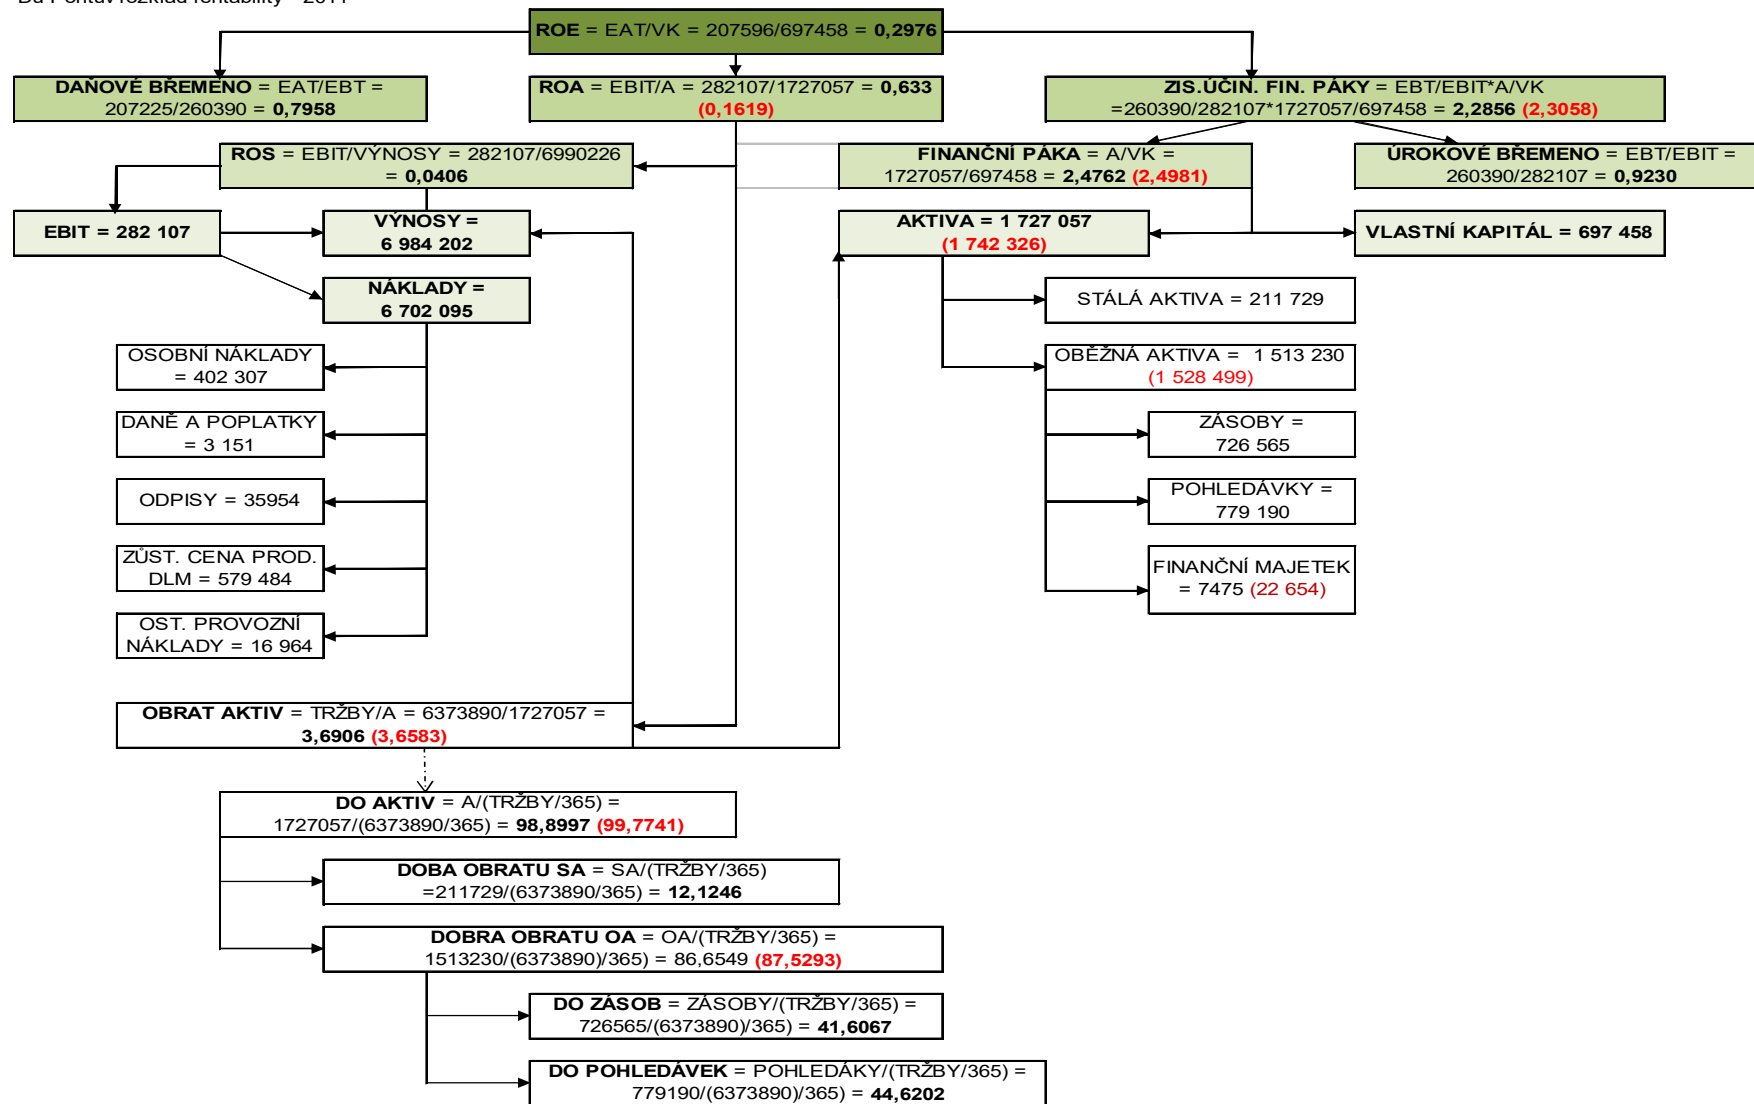 Du Pontův rozklad rentability - 2011
ROE = EAT/VK = 207596/697458 = 0,2976
DAŇOVÉ BŘEMENO = EAT/EBT =
207225/260390 = 0,7958
ROA = EBIT/A = 282107/1727057 = 0,633
(0,1619)
ZIS.ÚČIN. FIN. PÁKY = EBT/EBIT*A/VK
=260390/282107*1727057/697458 = 2,2856 (2,3058)
ROS = EBIT/VÝNOSY = 282107/6990226
= 0,0406
FINANČNÍ PÁKA = A/VK =
1727057/697458 = 2,4762 (2,4981)
ÚROKOVÉ BŘEMENO = EBT/EBIT =
260390/282107 = 0,9230
EBIT = 282 107
VÝNOSY =
6 984 202
AKTIVA = 1 727 057
(1 742 326)
VLASTNÍ KAPITÁL = 697 458
NÁKLADY =
6 702 095
STÁLÁ AKTIVA = 211 729
OSOBNÍ NÁKLADY
= 402 307
OBĚŽNÁ AKTIVA = 1 513 230
(1 528 499)
DANĚ A POPLATKY
= 3 151
ZÁSOBY =
726 565
ODPISY = 35954
POHLEDÁVKY =
779 190
ZŮST. CENA PROD.
DLM = 579 484
FINANČNÍ MAJETEK
= 7475 (22 654)
OST. PROVOZNÍ
NÁKLADY = 16 964
OBRAT AKTIV = TRŽBY/A = 6373890/1727057 =
3,6906 (3,6583)
DO AKTIV = A/(TRŽBY/365) =
1727057/(6373890/365) = 98,8997 (99,7741)
DOBA OBRATU SA = SA/(TRŽBY/365)
=211729/(6373890/365) = 12,1246
DOBRA OBRATU OA = OA/(TRŽBY/365) =
1513230/(6373890)/365) = 86,6549 (87,5293)
DO ZÁSOB = ZÁSOBY/(TRŽBY/365) =
726565/(6373890)/365) = 41,6067
DO POHLEDÁVEK = POHLEDÁKY/(TRŽBY/365) =
779190/(6373890)/365) = 44,6202